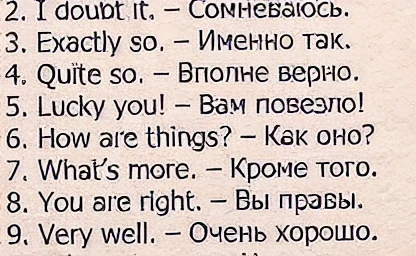 2. I doubt it. – Сомневаюсь.
3. Exactly so. – Именно так.
4. Quite so. – Вполне верно.
5. Lucky you! – Вам повезло!
6. How are things? – Как оно?
7. What's more. – Кроме того.
8. You are right. – Вы правы.
9. Very well. – Очень хорошо.